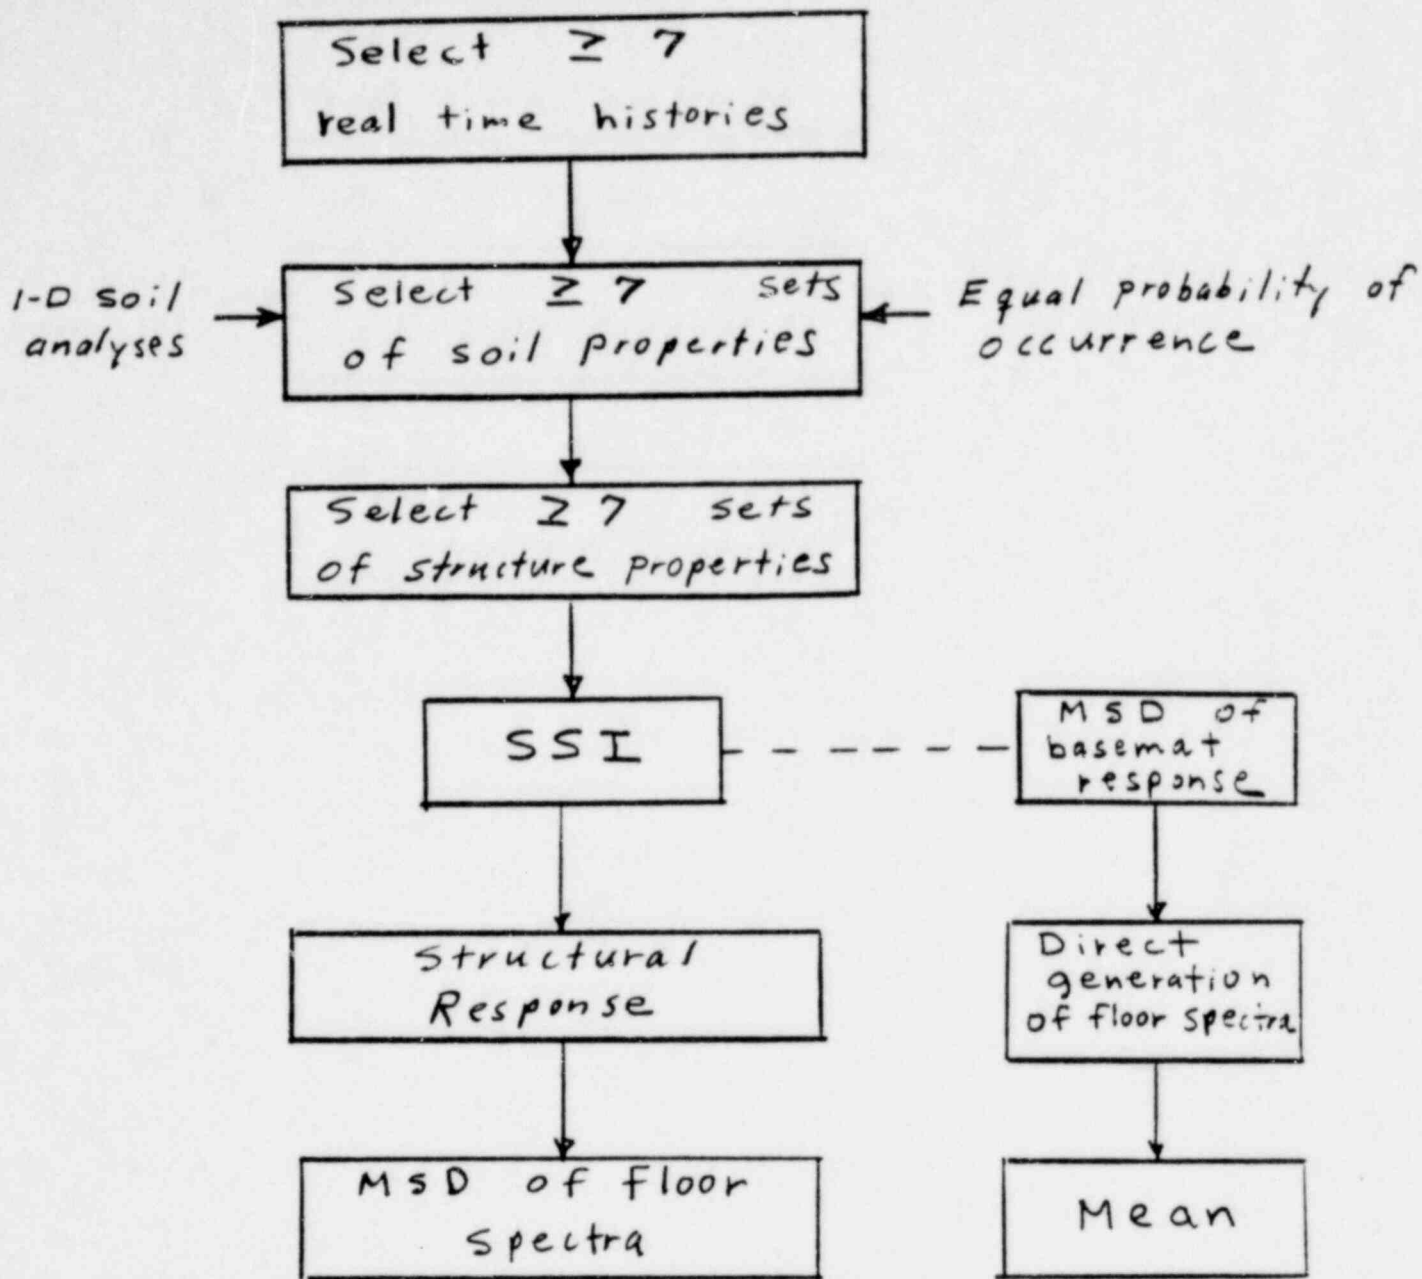 Select ≥ 7
real time histories
1-D soil
analyses
Select ≥ 7 sets
of soil properties
Equal probability of
occurrence
Select ≥ 7 sets
of structure properties
SSI
MSD of
basemat
response
Structural
Response
Direct
generation
of floor spectra
MSD of floor
spectra
Mean